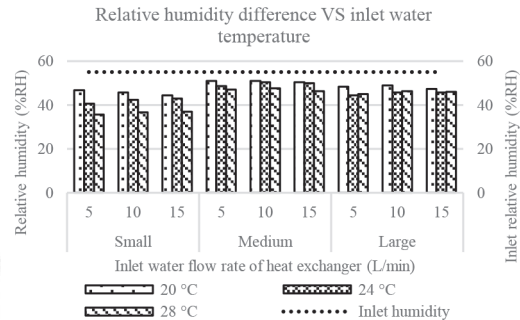 Relative humidity difference VS inlet water
temperature
Relative humidity (%RH)
60
40
20
0
60
40
20
0
Inlet relative humidity (%RH)
5 10 15 5 10 15 5 10 15
Small Medium Large
Inlet water flow rate of heat exchanger (L/min)
20 °C 24 °C
28 °C Inlet humidity